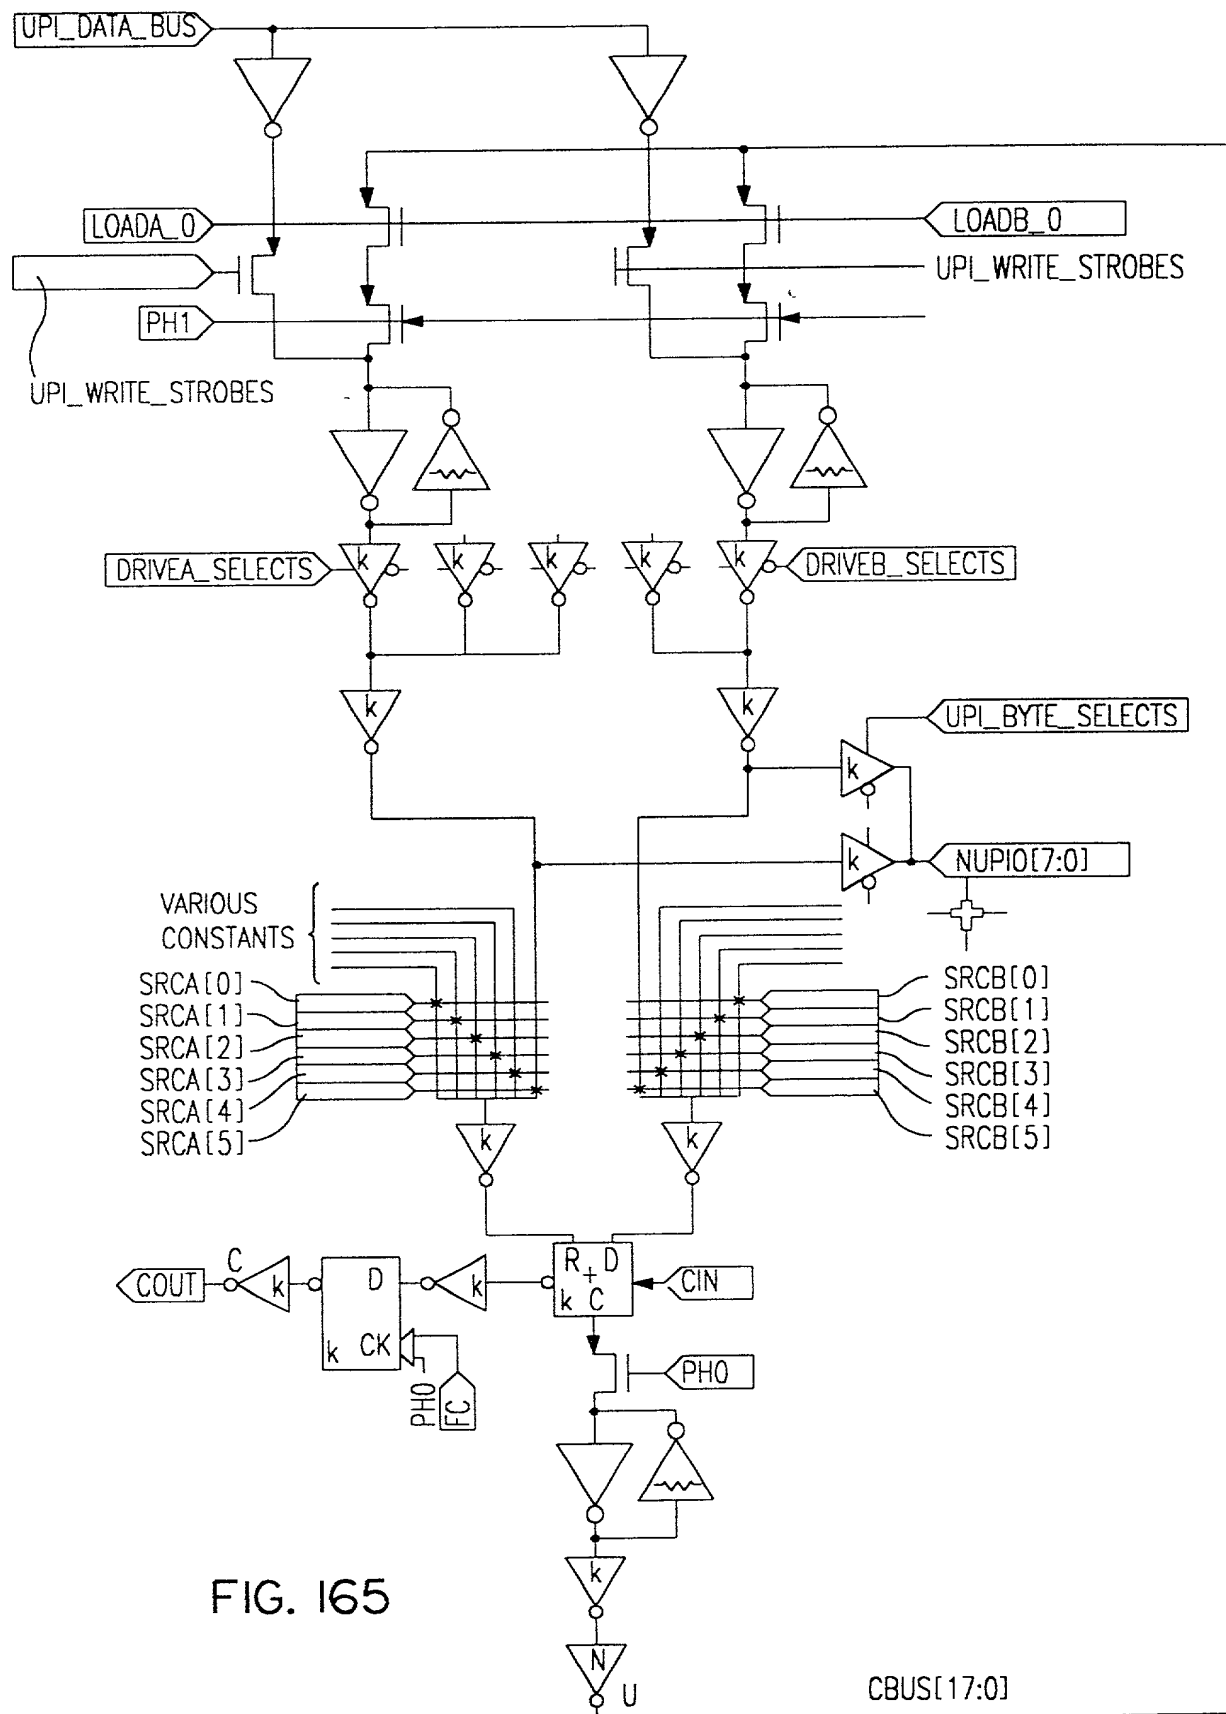 UPI_DATA_BUS
LOADA_0
LOADB_0
UPI_WRITE_STROBES
PH1
UPI_WRITE_STROBES
DRIVEA_SELECTS
k
k
k
k
k
DRIVEB_SELECTS
k
k
UPI_BYTE_SELECTS
k
k
NUPIO[7:0]
VARIOUS
CONSTANTS
SRCA[0]
SRCA[1]
SRCA[2]
SRCA[3]
SRCA[4]
SRCA[5]
SRCB[0]
SRCB[1]
SRCB[2]
SRCB[3]
SRCB[4]
SRCB[5]
k
k
COUT
C
k
D
k
CK
k
R
D
+
k
C
CIN
PH0
FC
PH0
k
N
U
FIG. 165
CBUS[17:0]